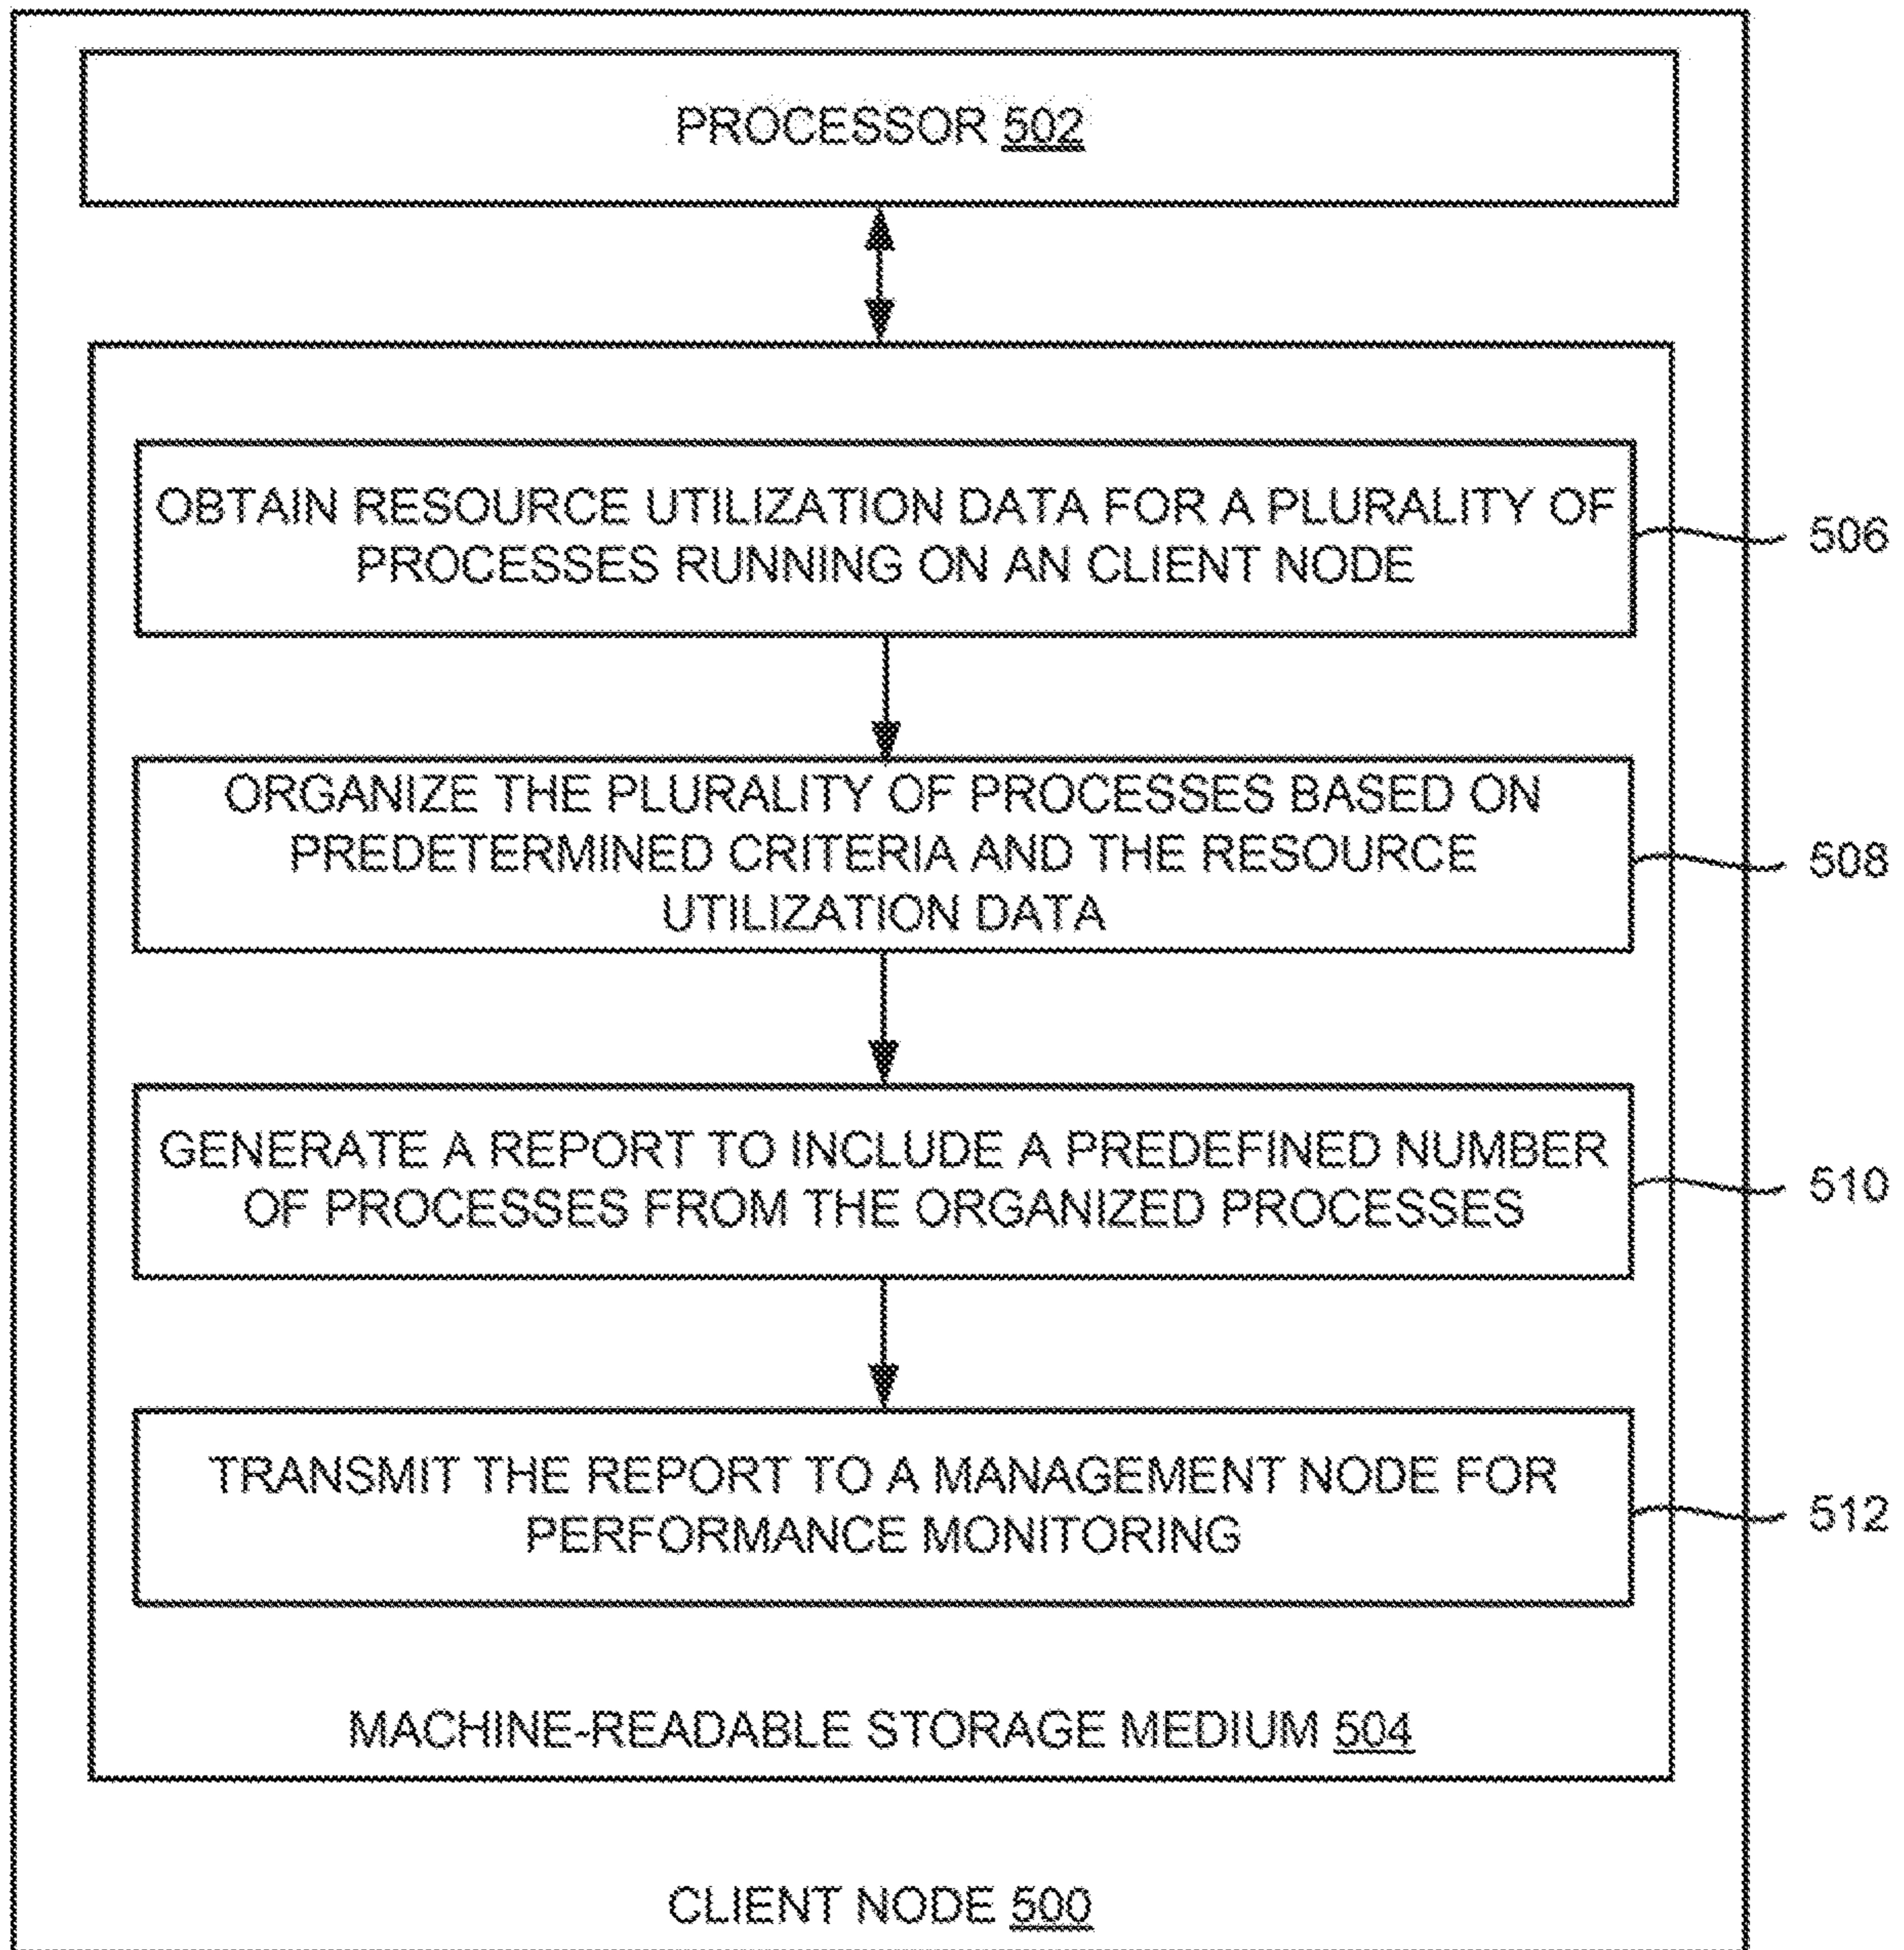 PROCESSOR 502
OBTAIN RESOURCE UTILIZATION DATA FOR A PLURALITY OF
PROCESSES RUNNING ON AN CLIENT NODE
506
ORGANIZE THE PLURALITY OF PROCESSES BASED ON
PREDETERMINED CRITERIA AND THE RESOURCE
UTILIZATION DATA
508
GENERATE A REPORT TO INCLUDE A PREDEFINED NUMBER
OF PROCESSES FROM THE ORGANIZED PROCESSES
510
TRANSMIT THE REPORT TO A MANAGEMENT NODE FOR
PERFORMANCE MONITORING
512
MACHINE-READABLE STORAGE MEDIUM 504
CLIENT NODE 500